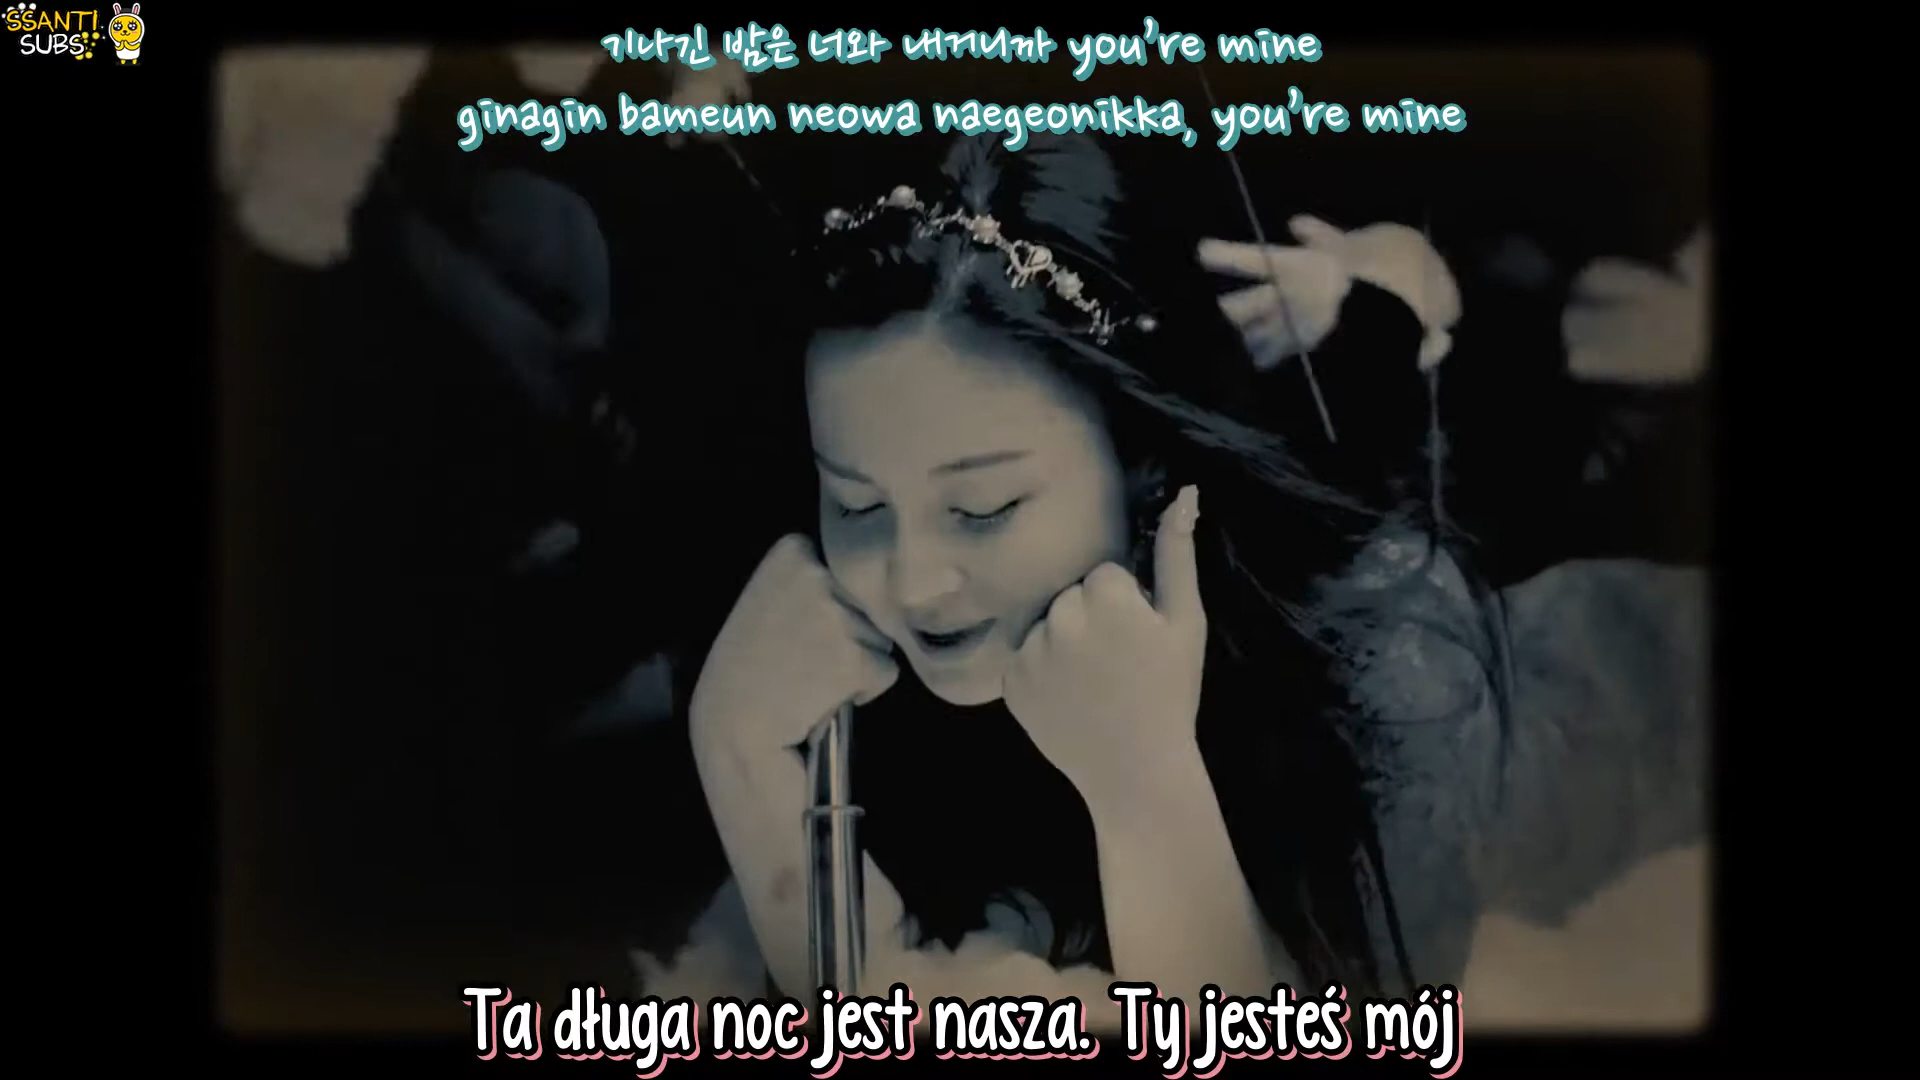 SSANTI
SUBS
기나긴 밤은 너와 내거니까 you're mine
ginagin bameun neowa naegeonikka, you're mine
Ta długa noc jest nasza. Ty jesteś mój